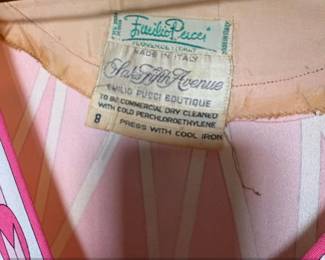 Emilio Pucci
FLORENCE - ITALY
MADE IN ITALY
Saks Fifth Avenue
EMILIO PUCCI BOUTIQUE
TO BE COMMERCIAL DRY CLEANED
WITH COLD PERCHLOROETHYLENE
8 PRESS WITH COOL IRON